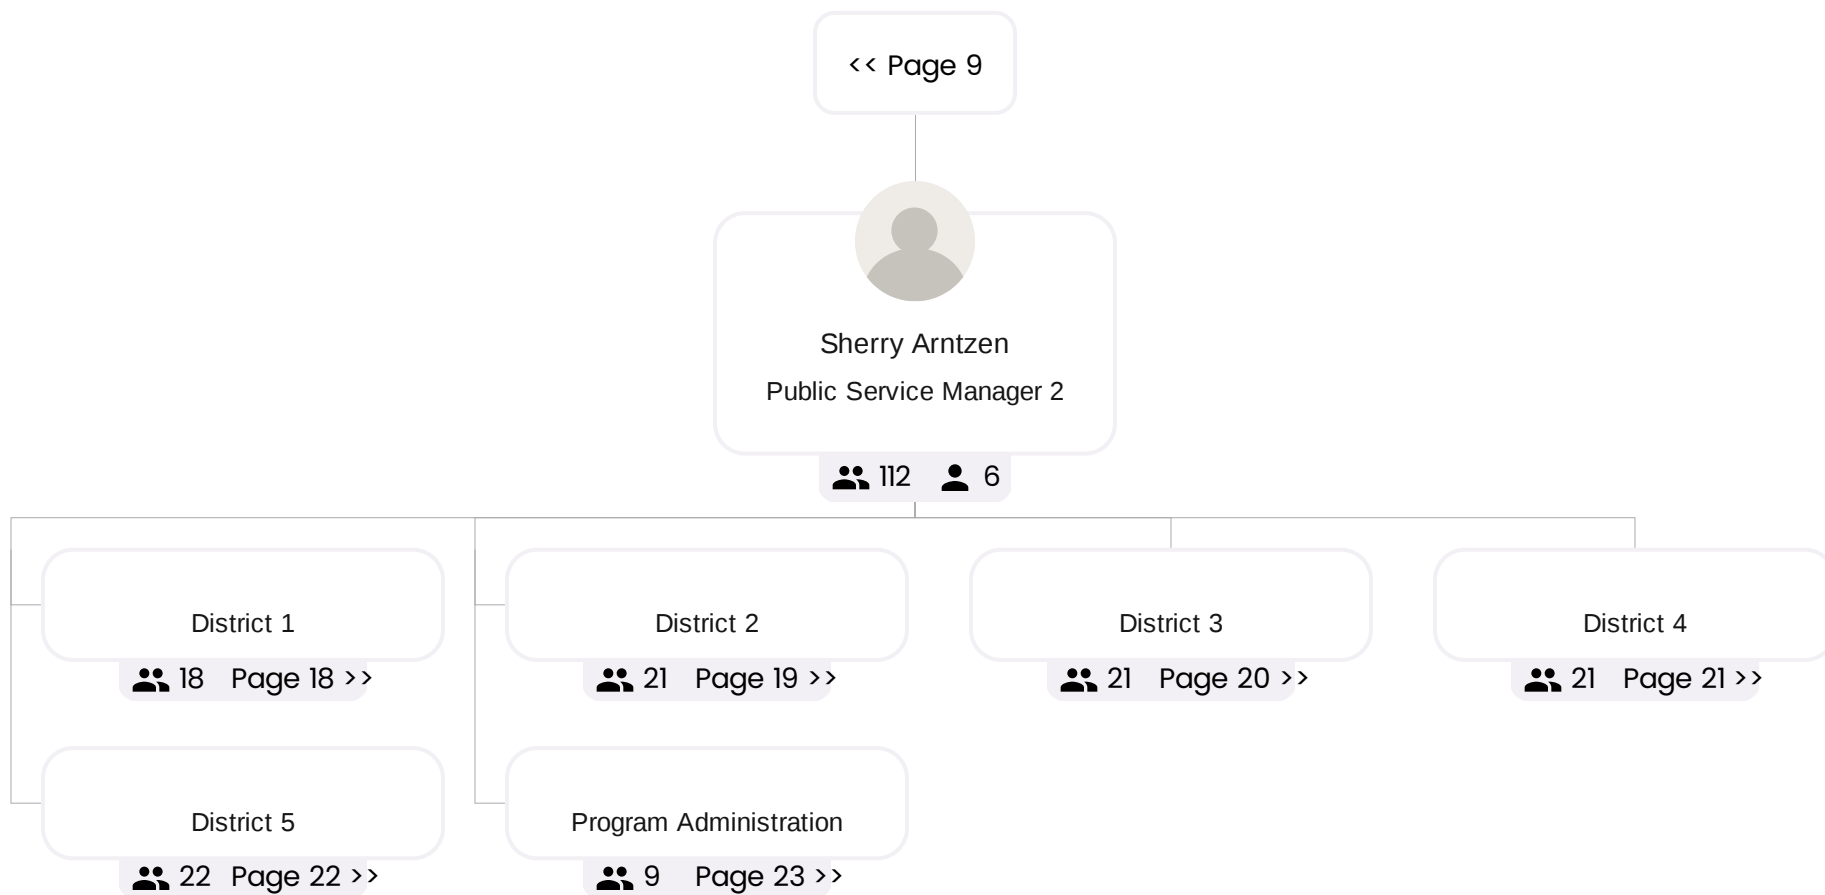 << Page 9
Sherry Arntzen
Public Service Manager 2
112 6
District 1
18 Page 18 >>
District 2
21 Page 19 >>
District 3
21 Page 20 >>
District 4
21 Page 21 >>
District 5
22 Page 22 >>
Program Administration
9 Page 23 >>